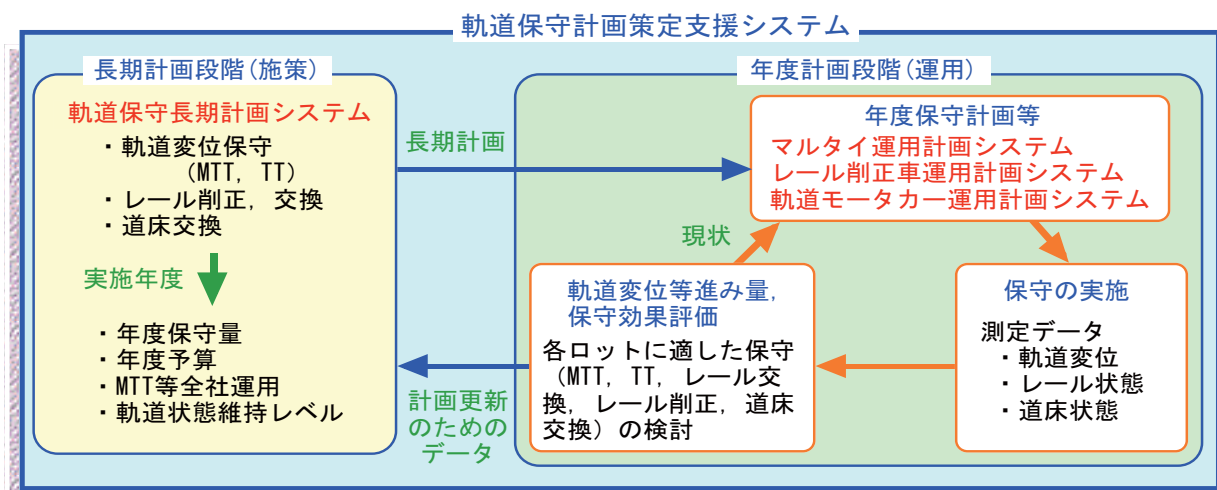 軌道保守計画策定支援システム
長期計画段階(施策)
軌道保守長期計画システム
・軌道変位保守
（MTT，TT）
・レール削正，交換
・道床交換
実施年度
・年度保守量
・年度予算
・MTT等全社運用
・軌道状態維持レベル
長期計画
計画更新
のための
データ
年度計画段階(運用)
年度保守計画等
マルタイ運用計画システム
レール削正車運用計画システム
軌道モータカー運用計画システム
現状
軌道変位等進み量，
保守効果評価
各ロットに適した保守
（MTT，TT，レール交
換，レール削正，道床
交換）の検討
保守の実施
測定データ
・軌道変位
・レール状態
・道床状態